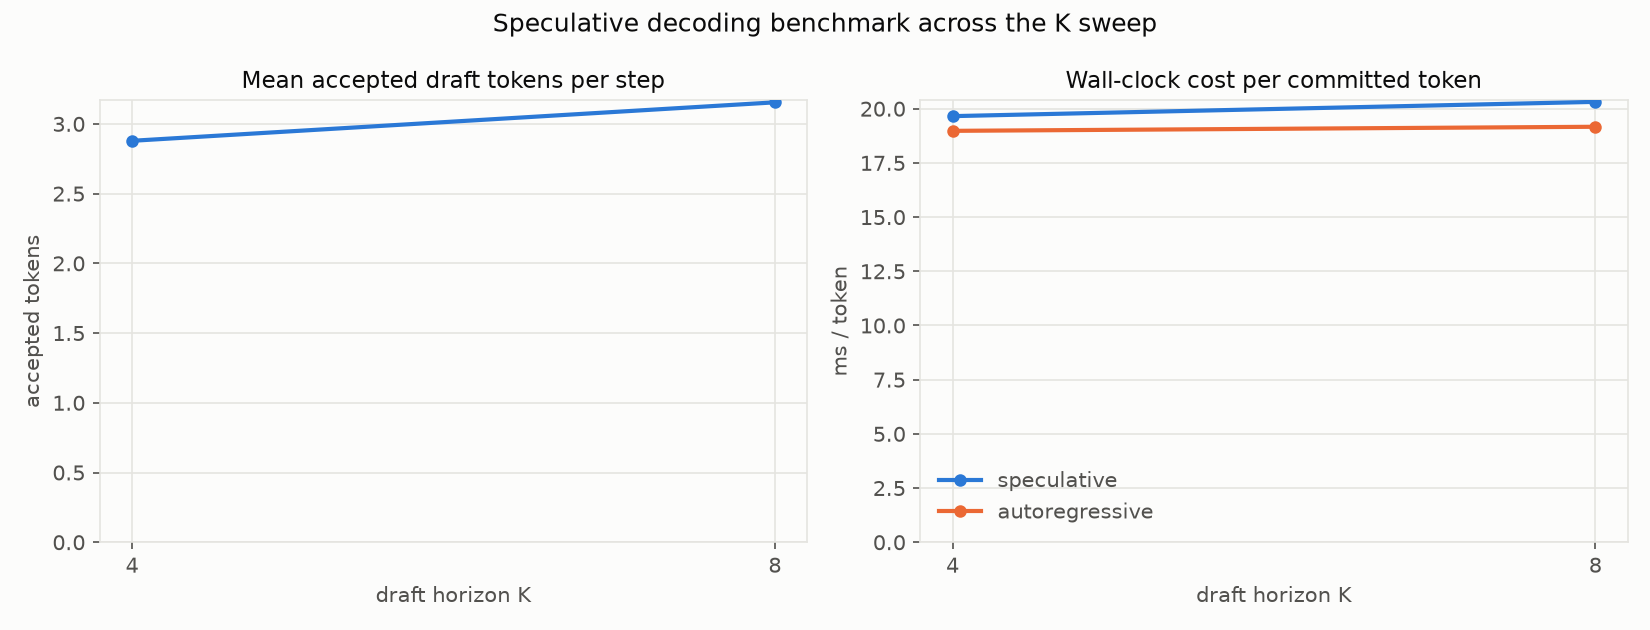 Speculative decoding benchmark across the K sweep
Mean accepted draft tokens per step
accepted tokens
3.0
2.5
2.0
1.5
1.0
0.5
0.0
4
8
draft horizon K
Wall-clock cost per committed token
ms / token
20.0
17.5
15.0
12.5
10.0
7.5
5.0
2.5
0.0
speculative
autoregressive
4
8
draft horizon K